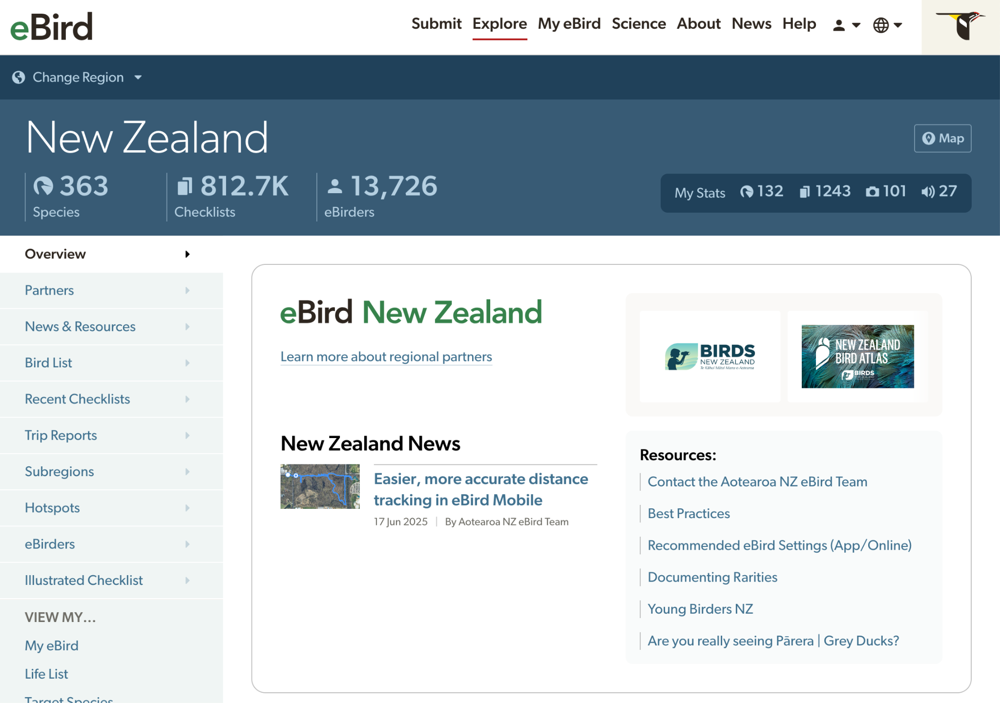 eBird
Submit Explore My eBird Science About News Help
Change Region
New Zealand
Map
363
Species
812.7K
Checklists
13,726
eBirders
My Stats 132 1243 101 27
Overview
Partners
News & Resources
Bird List
Recent Checklists
Trip Reports
Subregions
Hotspots
eBirders
Illustrated Checklist
VIEW MY...
My eBird
Life List
Target Species
eBird New Zealand
Learn more about regional partners
BIRDS
NEW ZEALAND
Te Kāhui Mātai Manu o Aotearoa
NEW ZEALAND
BIRD ATLAS
BIRDS
NEW ZEALAND
New Zealand News
Easier, more accurate distance
tracking in eBird Mobile
17 Jun 2025 | By Aotearoa NZ eBird Team
Resources:
Contact the Aotearoa NZ eBird Team
Best Practices
Recommended eBird Settings (App/Online)
Documenting Rarities
Young Birders NZ
Are you really seeing Pārera | Grey Ducks?